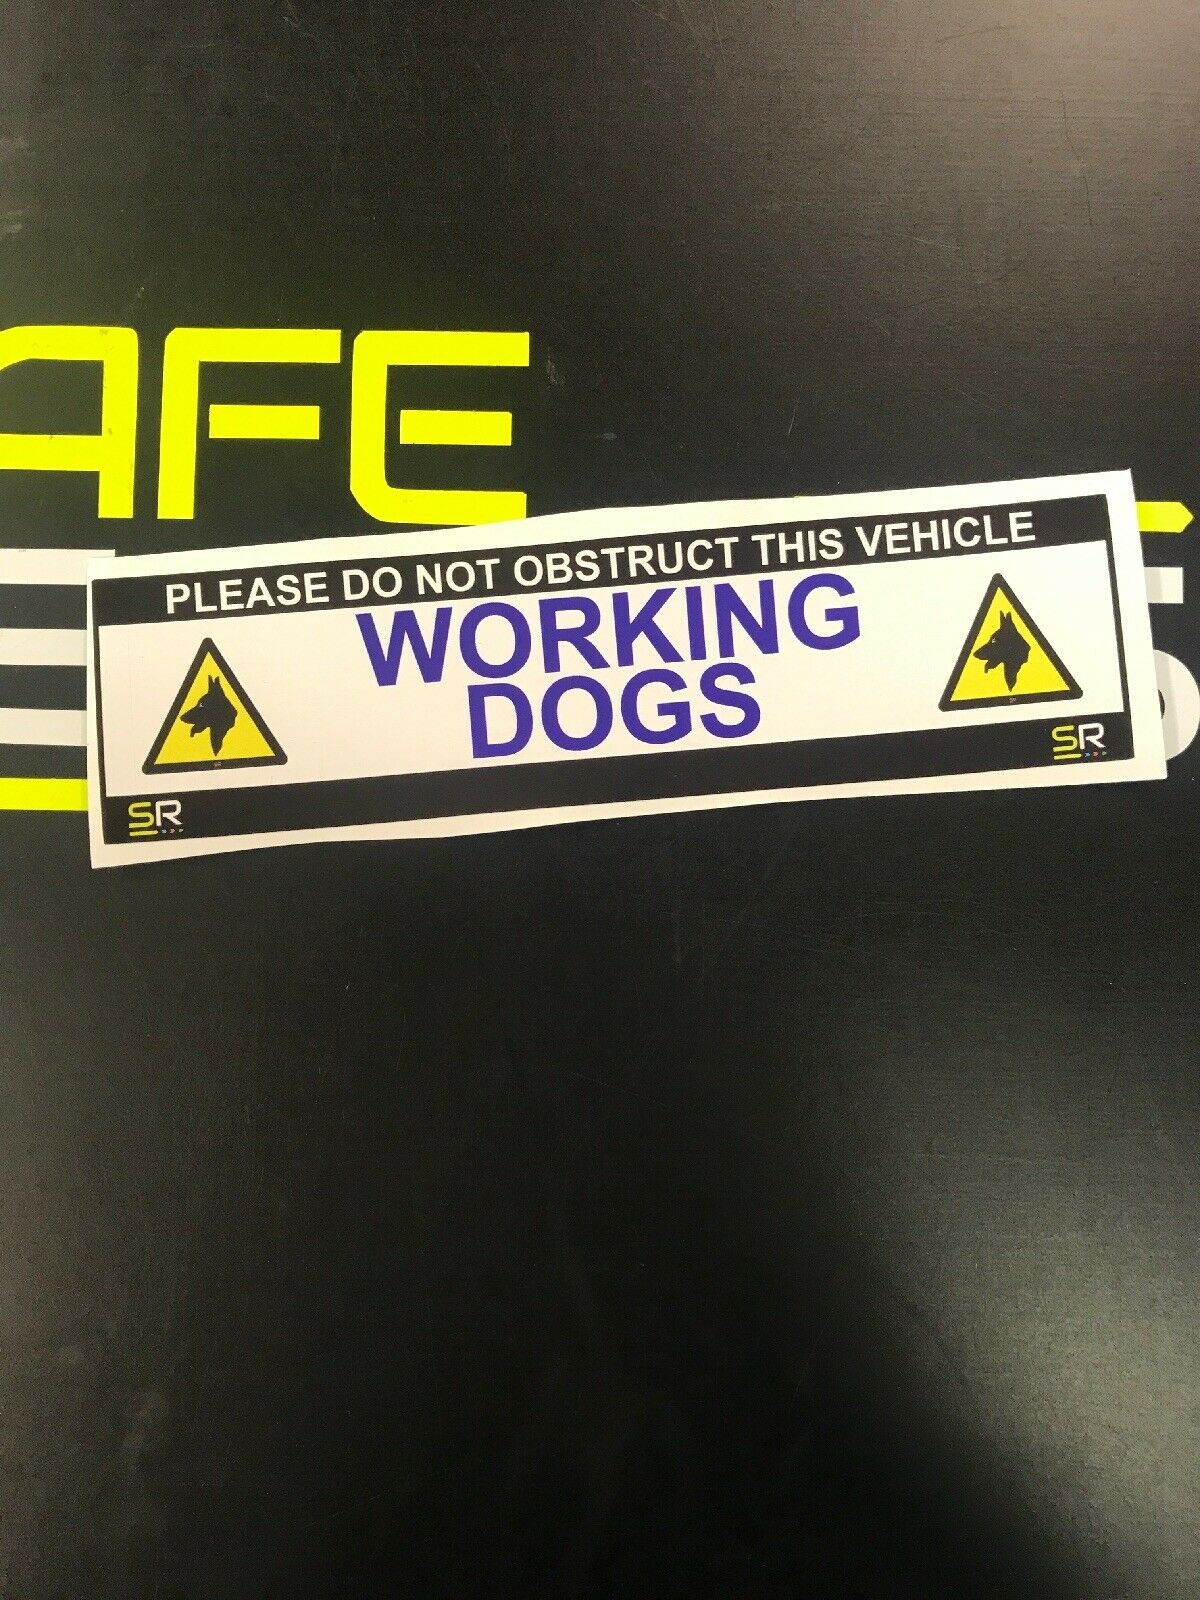 AFE
PLEASE DO NOT OBSTRUCT THIS VEHICLE
WORKING
DOGS
SR
SR